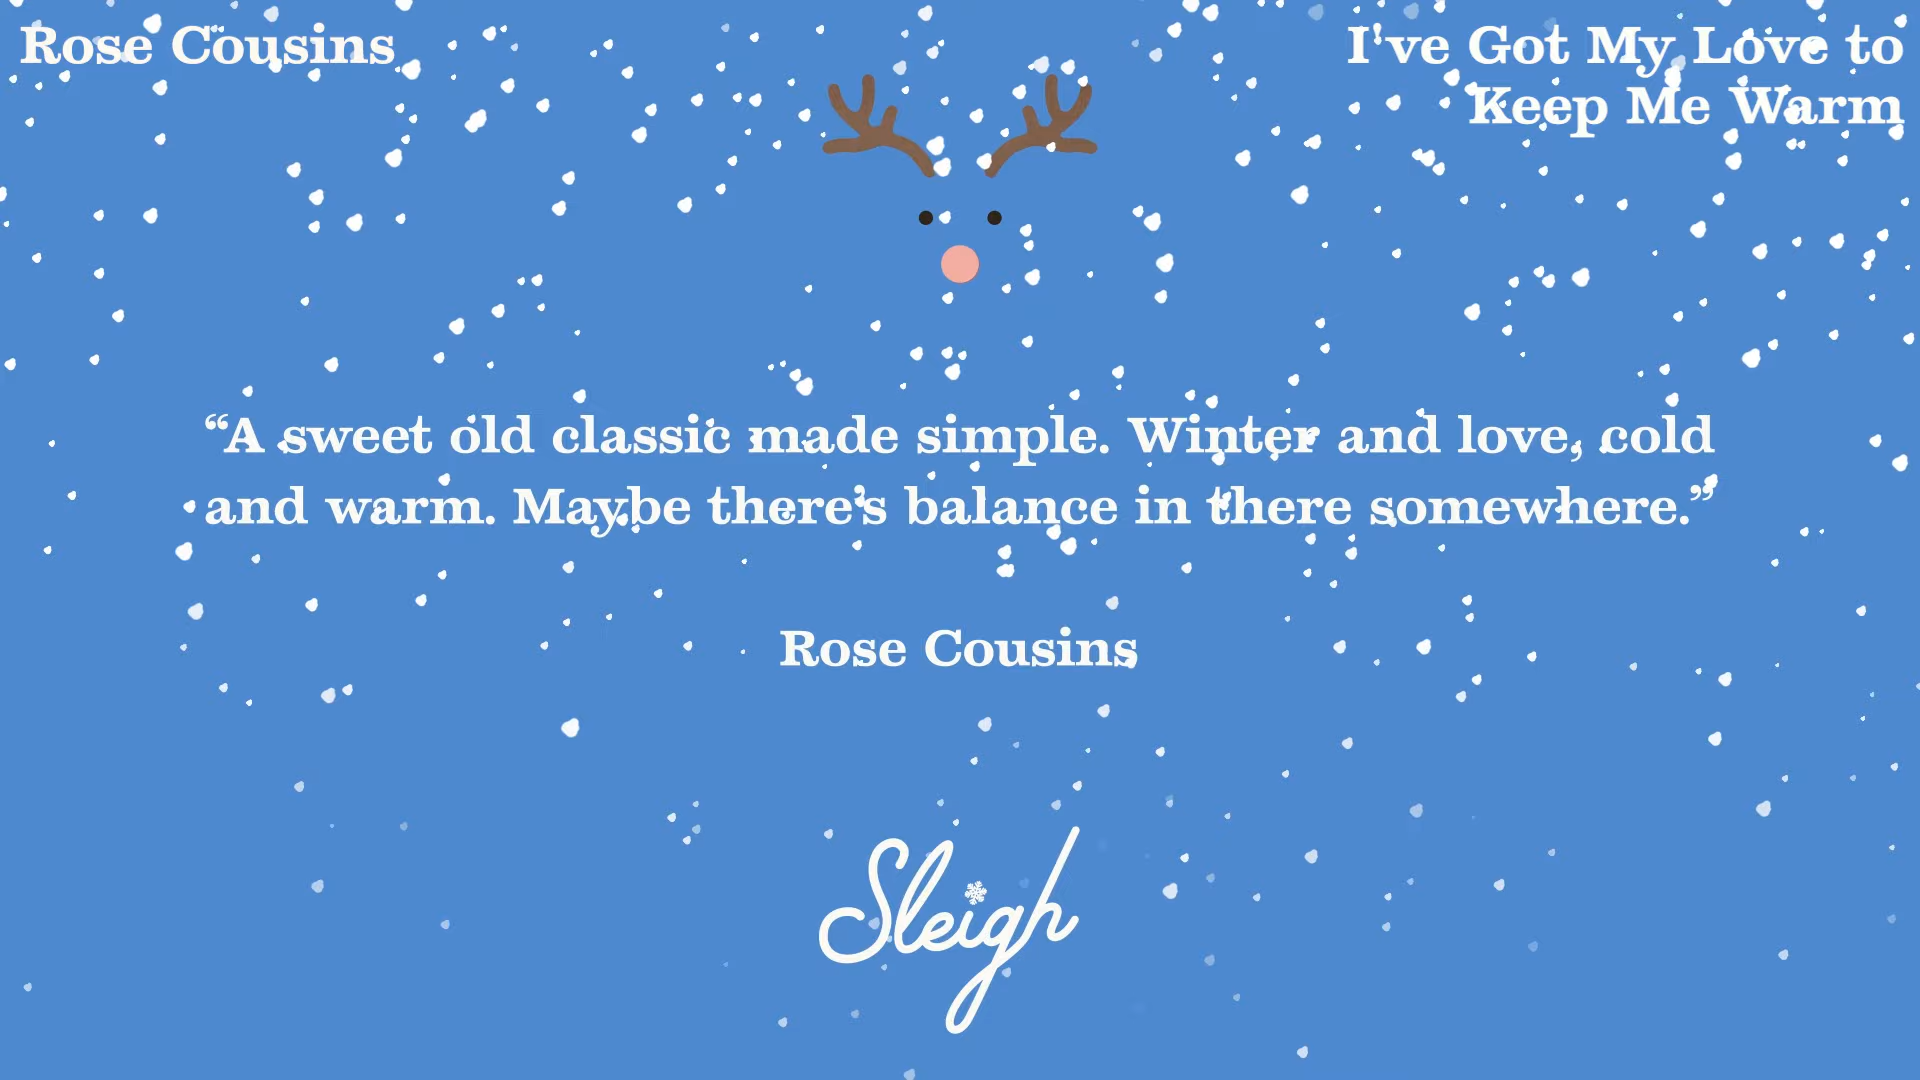 Rose Cousins
I've Got My Love to
Keep Me Warm
“A sweet old classic made simple. Winter and love, cold
and warm. Maybe there's balance in there somewhere.”
Rose Cousins
Sleigh